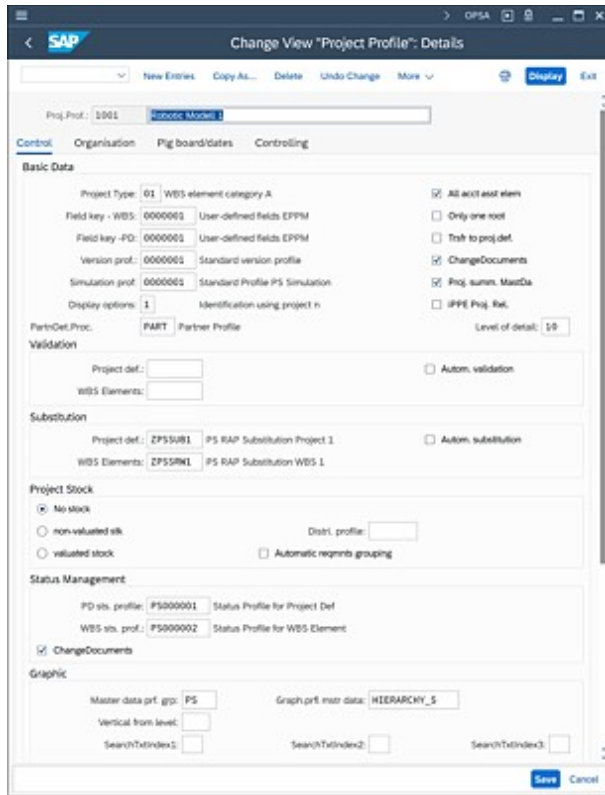 OPSA
SAP Change View "Project Profile": Details
New Entries Copy As... Delete Undo Change More Display Exit
Proj.Prof.: 1001 Robotic Modell 1
Control Organisation Plg board/dates Controlling
Basic Data
Project Type: 01 WBS element category A All acct asst elem
Field key - WBS: 0000001 User-defined fields EPPM Only one root
Field key -PD: 0000001 User-defined fields EPPM Trsfr to proj.def.
Version prof.: 0000001 Standard version profile ChangeDocuments
Simulation prof: 0000001 Standard Profile PS Simulation Proj. summ. MastDa
Display options: 1 Identification using project n IPPE Proj. Rel.
PartnDet.Proc. PART Partner Profile Level of detail: 10
Validation
Project def.: Autom. validation
WBS Elements:
Substitution
Project def.: ZPSSUB1 PS RAP Substitution Project 1 Autom. substitution
WBS Elements: ZPSSRW1 PS RAP Substitution WBS 1
Project Stock
No stock
non-valuated stk Distri. profile:
valuated stock Automatic reqmnts grouping
Status Management
PD sts. profile: PS000001 Status Profile for Project Def
WBS sts. prof.: PS000002 Status Profile for WBS Element
ChangeDocuments
Graphic
Master data prf. grp: PS Graph.prfl mstr data: HIERARCHY_S
Vertical from level:
SearchTxtIndex1: SearchTxtIndex2: SearchTxtIndex3:
Save Cancel